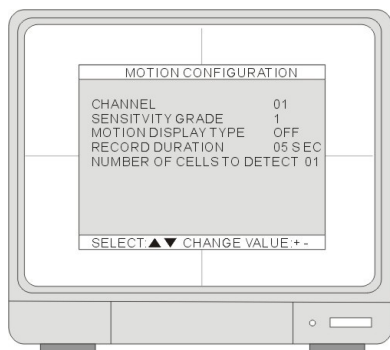 MOTION CONFIGURATION
CHANNEL 01
SENSITVITY GRADE 1
MOTION DISPLAY TYPE OFF
RECORD DURATION 05 SEC
NUMBER OF CELLS TO DETECT 01
SELECT:▲▼ CHANGE VALUE:+ -